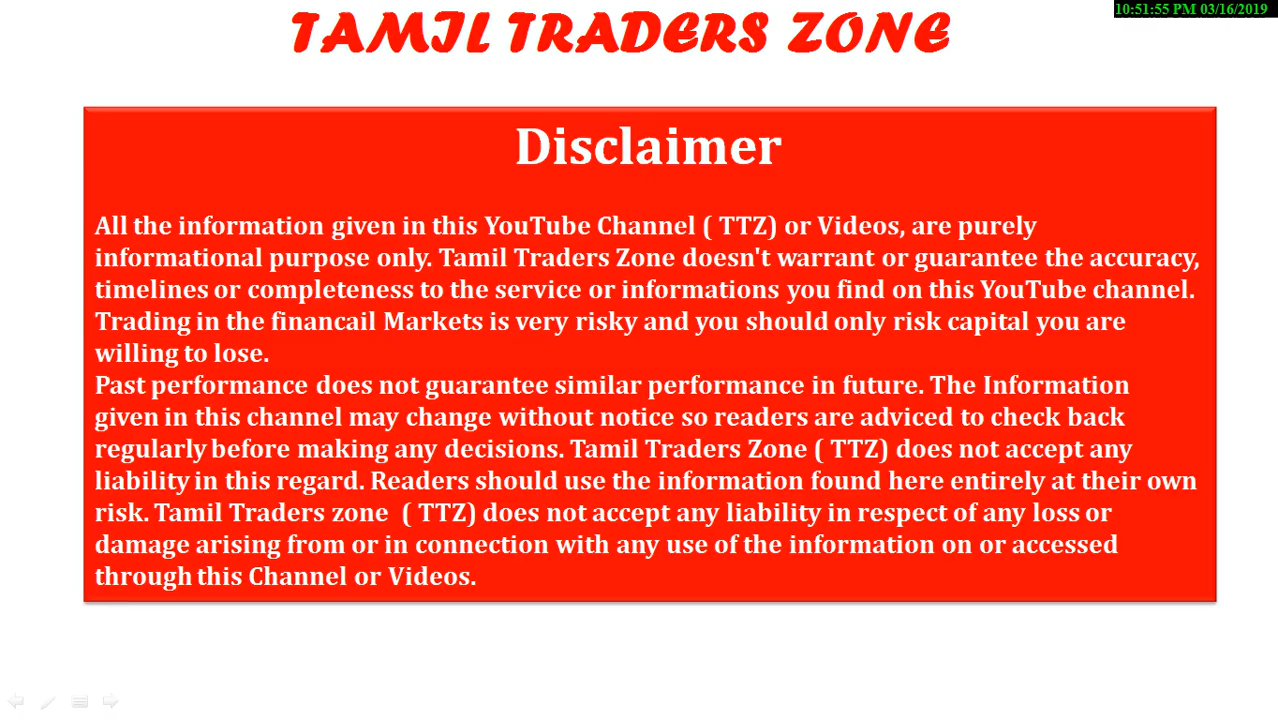 10:51:55 PM 03/16/2019
TAMIL TRADERS ZONE
Disclaimer
All the information given in this YouTube Channel ( TTZ) or Videos, are purely
informational purpose only. Tamil Traders Zone doesn't warrant or guarantee the accuracy,
timelines or completeness to the service or informations you find on this YouTube channel.
Trading in the financail Markets is very risky and you should only risk capital you are
willing to lose.
Past performance does not guarantee similar performance in future. The Information
given in this channel may change without notice so readers are adviced to check back
regularly before making any decisions. Tamil Traders Zone ( TTZ) does not accept any
liability in this regard. Readers should use the information found here entirely at their own
risk. Tamil Traders zone  ( TTZ) does not accept any liability in respect of any loss or
damage arising from or in connection with any use of the information on or accessed
through this Channel or Videos.